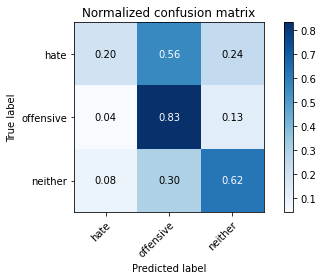 Normalized confusion matrix
True label
hate
0.20 0.56 0.24
offensive
0.04 0.83 0.13
neither
0.08 0.30 0.62
hate
offensive
neither
Predicted label
0.8
0.7
0.6
0.5
0.4
0.3
0.2
0.1